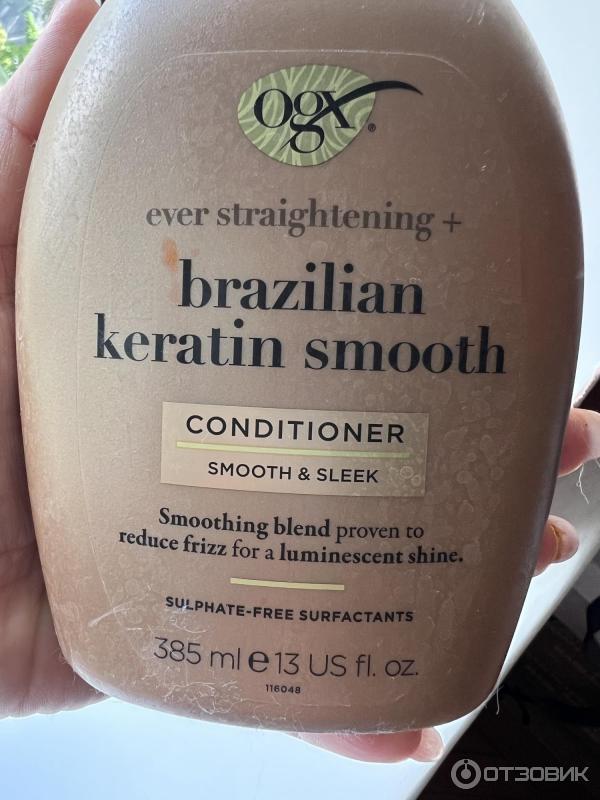 ogx®
ever straightening +
brazilian
keratin smooth
CONDITIONER
SMOOTH & SLEEK
Smoothing blend proven to
reduce frizz for a luminescent shine.
SULPHATE-FREE SURFACTANTS
385 ml e 13 US fl. oz.
116048
ОТЗОВИК